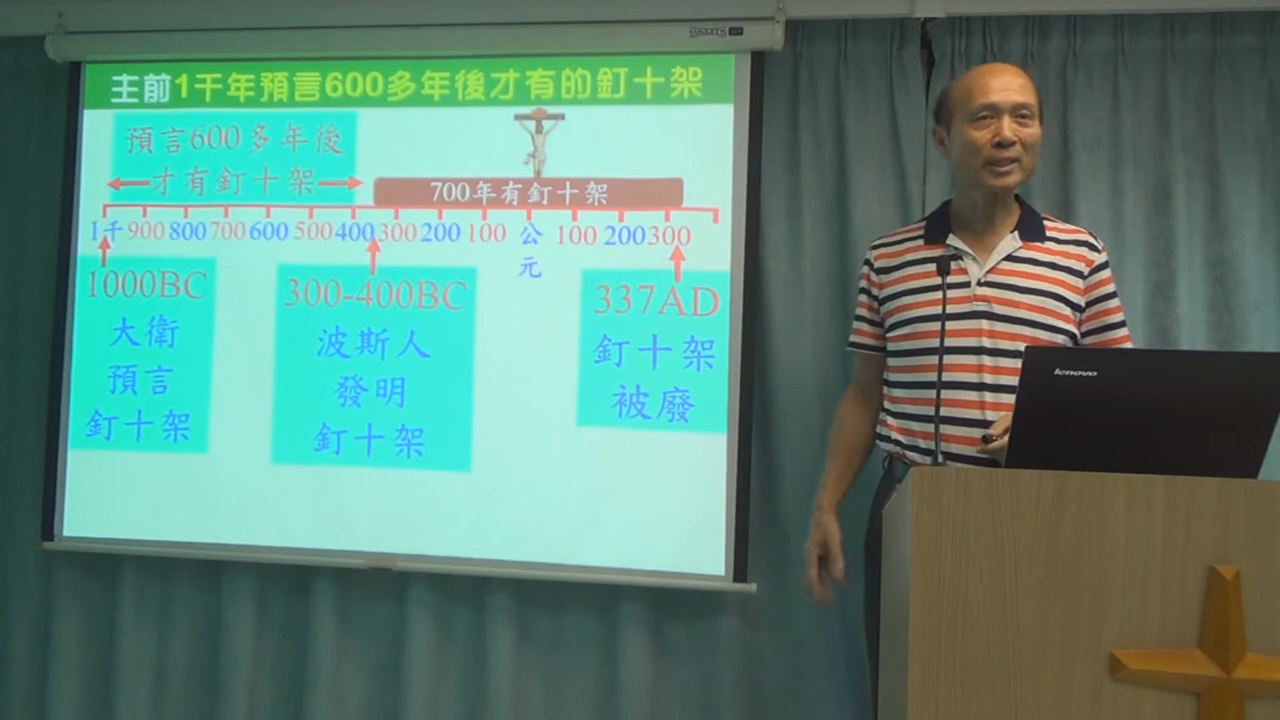 主前1千年預言600多年後才有的釘十架
預言600多年後
才有釘十架
700年有釘十架
1千 900 800 700 600 500 400 300 200 100 公元 100 200 300
1000BC
大衛
預言
釘十架
300-400BC
波斯人
發明
釘十架
337AD
釘十架
被廢
lenovo